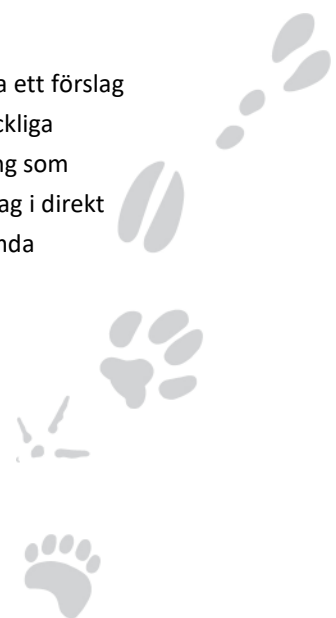 a ett förslag
ckliga
ng som
ag i direkt
nda